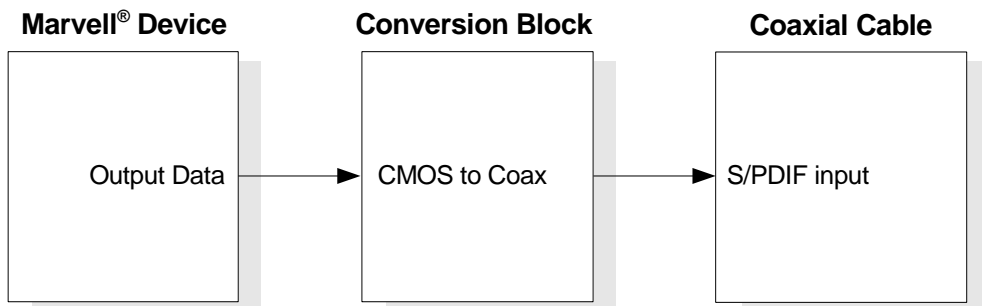 Marvell® Device
Conversion Block
Coaxial Cable
Output Data
CMOS to Coax
S/PDIF input